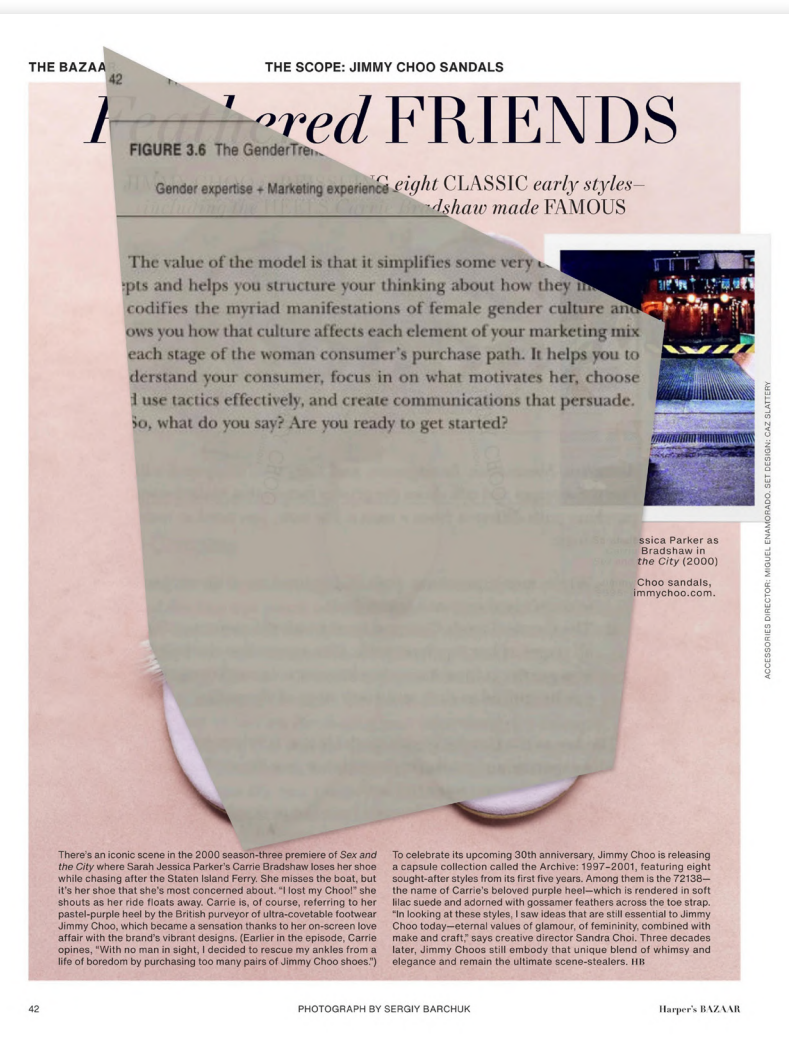 THE BAZAA
THE SCOPE: JIMMY CHOO SANDALS
42
Feathered FRIENDS
FIGURE 3.6 The GenderTren
eight CLASSIC early styles—
Gender expertise + Marketing experience
Bradshaw made FAMOUS
The value of the model is that it simplifies some very
epts and helps you structure your thinking about how they
codifies the myriad manifestations of female gender culture and
ows you how that culture affects each element of your marketing mix
each stage of the woman consumer's purchase path. It helps you to
derstand your consumer, focus in on what motivates her, choose
d use tactics effectively, and create communications that persuade.
So, what do you say? Are you ready to get started?
ssica Parker as
Bradshaw in
the City (2000)
Choo sandals,
immychoo.com.
ACCESSORIES DIRECTOR: MIGUEL ENAMORADO. SET DESIGN: CAZ SLATTERY
There's an iconic scene in the 2000 season-three premiere of Sex and
the City where Sarah Jessica Parker's Carrie Bradshaw loses her shoe
while chasing after the Staten Island Ferry. She misses the boat, but
it's her shoe that she's most concerned about. “I lost my Choo!” she
shouts as her ride floats away. Carrie is, of course, referring to her
pastel-purple heel by the British purveyor of ultra-covetable footwear
Jimmy Choo, which became a sensation thanks to her on-screen love
affair with the brand's vibrant designs. (Earlier in the episode, Carrie
opines, “With no man in sight, I decided to rescue my ankles from a
life of boredom by purchasing too many pairs of Jimmy Choo shoes.”)
To celebrate its upcoming 30th anniversary, Jimmy Choo is releasing
a capsule collection called the Archive: 1997–2001, featuring eight
sought-after styles from its first five years. Among them is the 72138—
the name of Carrie's beloved purple heel—which is rendered in soft
lilac suede and adorned with gossamer feathers across the toe strap.
“In looking at these styles, I saw ideas that are still essential to Jimmy
Choo today—eternal values of glamour, of femininity, combined with
make and craft,” says creative director Sandra Choi. Three decades
later, Jimmy Choos still embody that unique blend of whimsy and
elegance and remain the ultimate scene-stealers. HB
42
PHOTOGRAPH BY SERGIY BARCHUK
Harper's BAZAAR